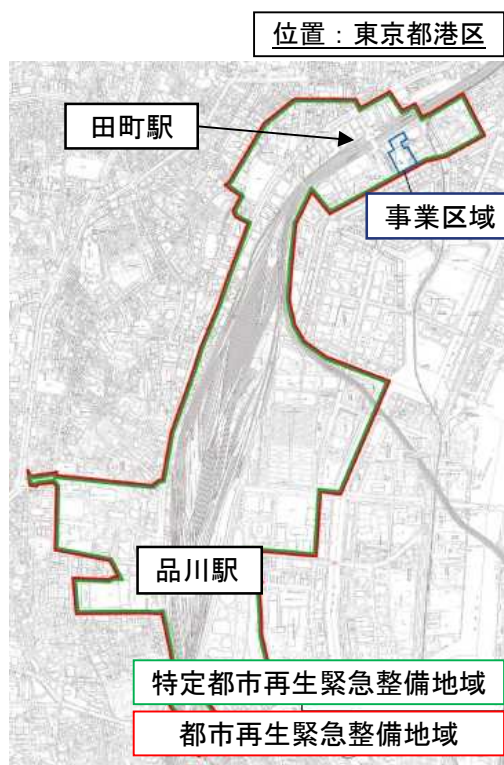 位置：東京都港区
田町駅
事業区域
品川駅
特定都市再生緊急整備地域
都市再生緊急整備地域